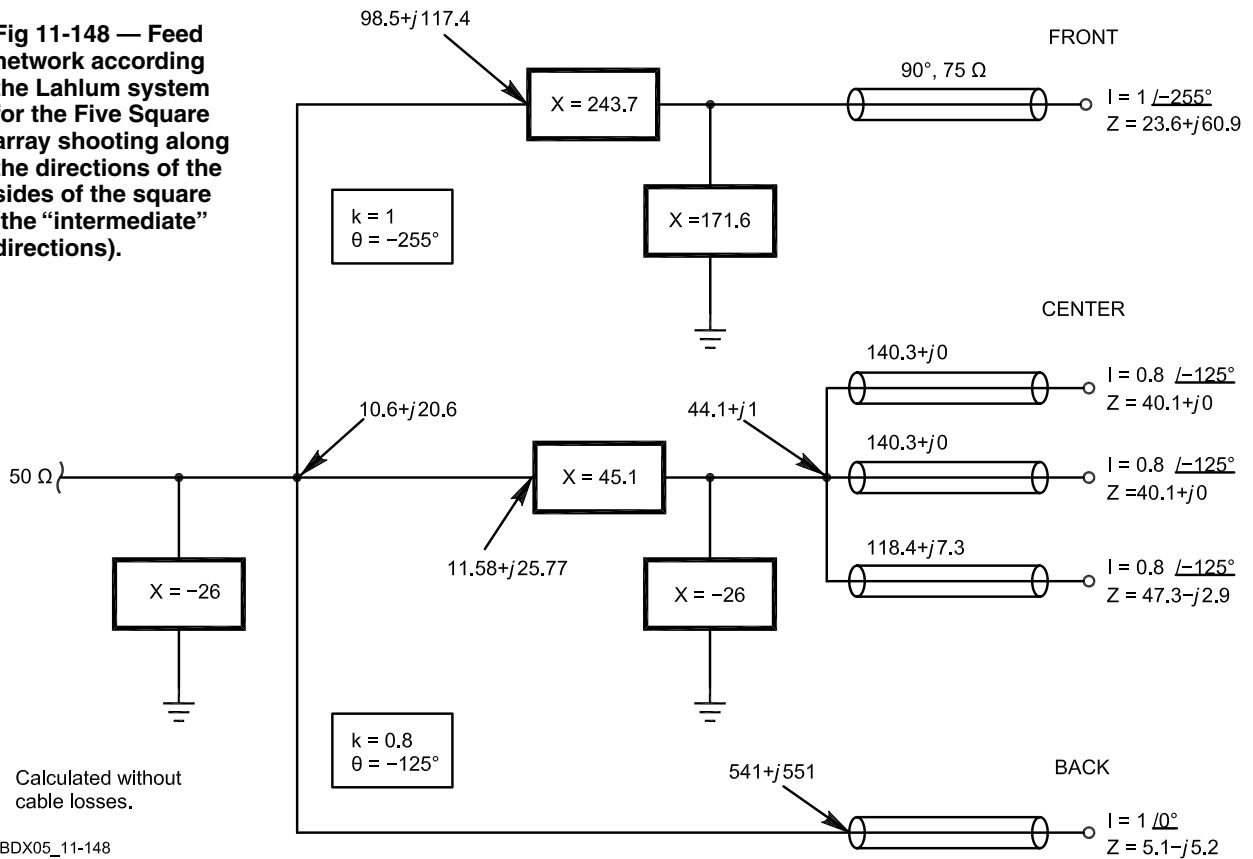 Fig 11-148 — Feed
network according
the Lahlum system
for the Five Square
array shooting along
the directions of the
sides of the square
(the “intermediate”
directions).
98.5+j117.4
X = 243.7
90°, 75 Ω
FRONT
I = 1 /−255°
Z = 23.6+j60.9
k = 1
θ = −255°
X =171.6
CENTER
140.3+j0
I = 0.8 /−125°
Z = 40.1+j0
10.6+j20.6
44.1+j1
50 Ω
X = 45.1
140.3+j0
I = 0.8 /−125°
Z =40.1+j0
11.58+j25.77
X = −26
X = −26
118.4+j7.3
I = 0.8 /−125°
Z = 47.3−j2.9
k = 0.8
θ = −125°
Calculated without
cable losses.
541+j551
BACK
I = 1 /0°
Z = 5.1−j5.2
BDX05_11-148